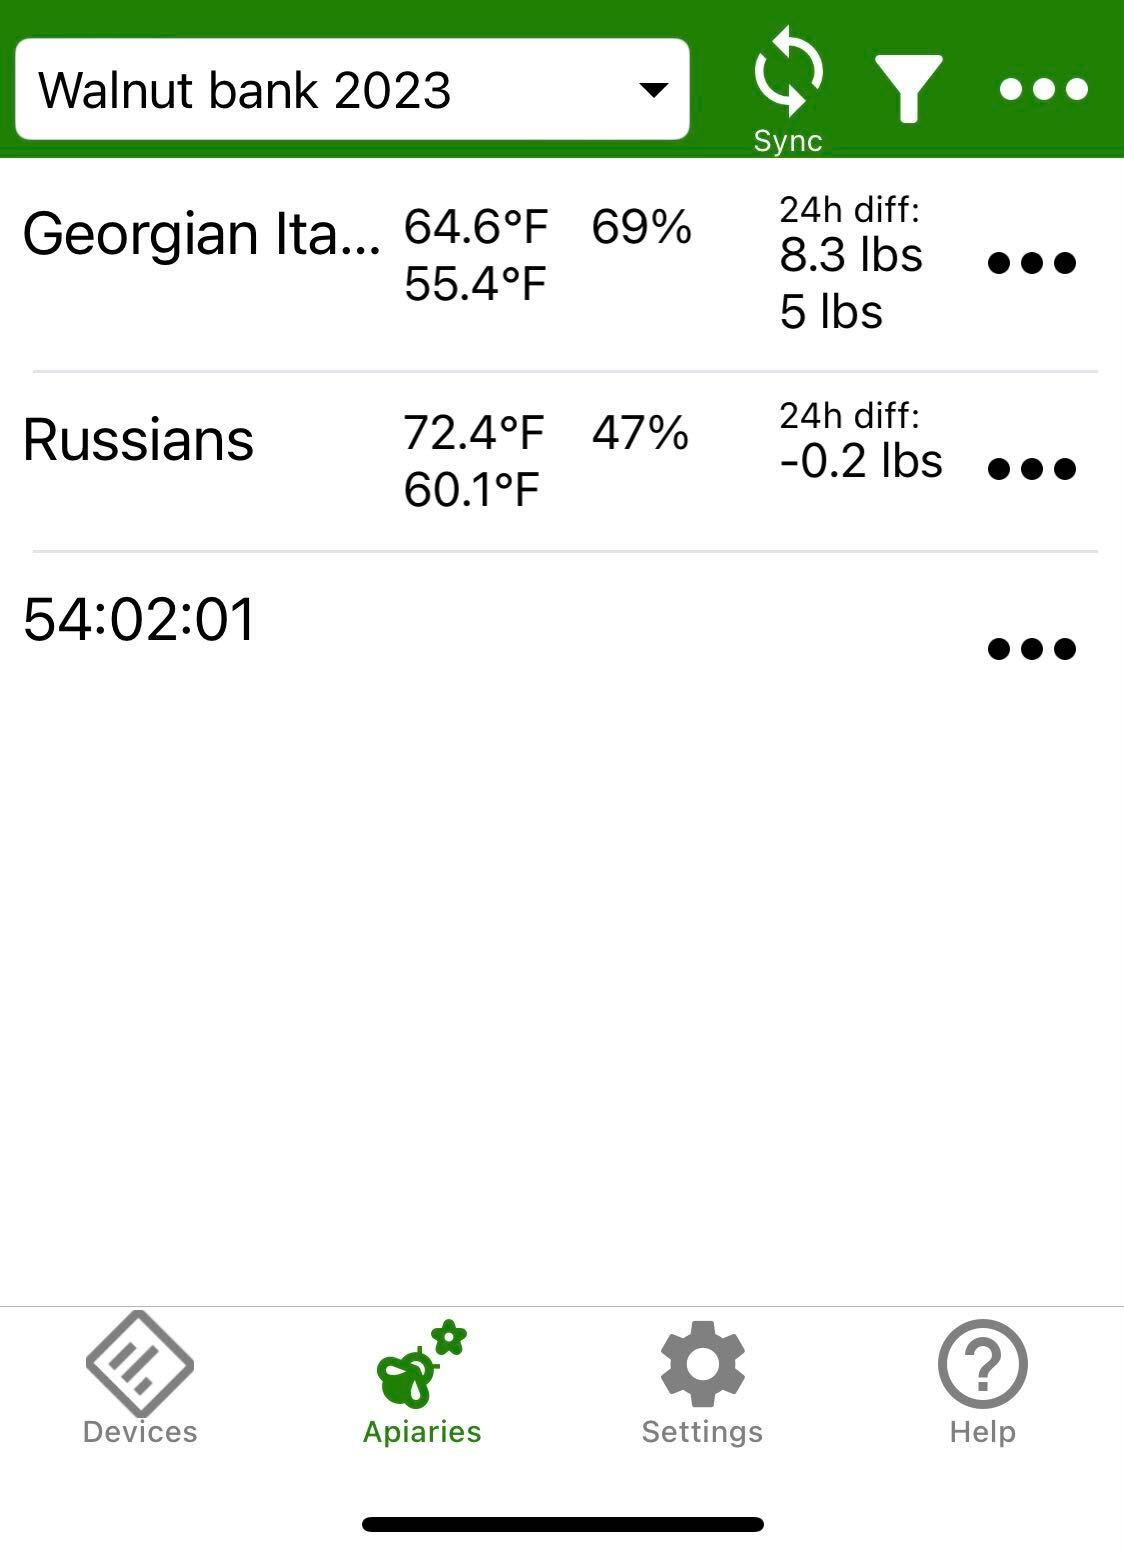 Walnut bank 2023
Sync
Georgian Ita... 64.6°F 69% 24h diff:
55.4°F 8.3 lbs
5 lbs
Russians 72.4°F 47% 24h diff:
60.1°F -0.2 lbs
54:02:01
Devices Apiaries Settings Help